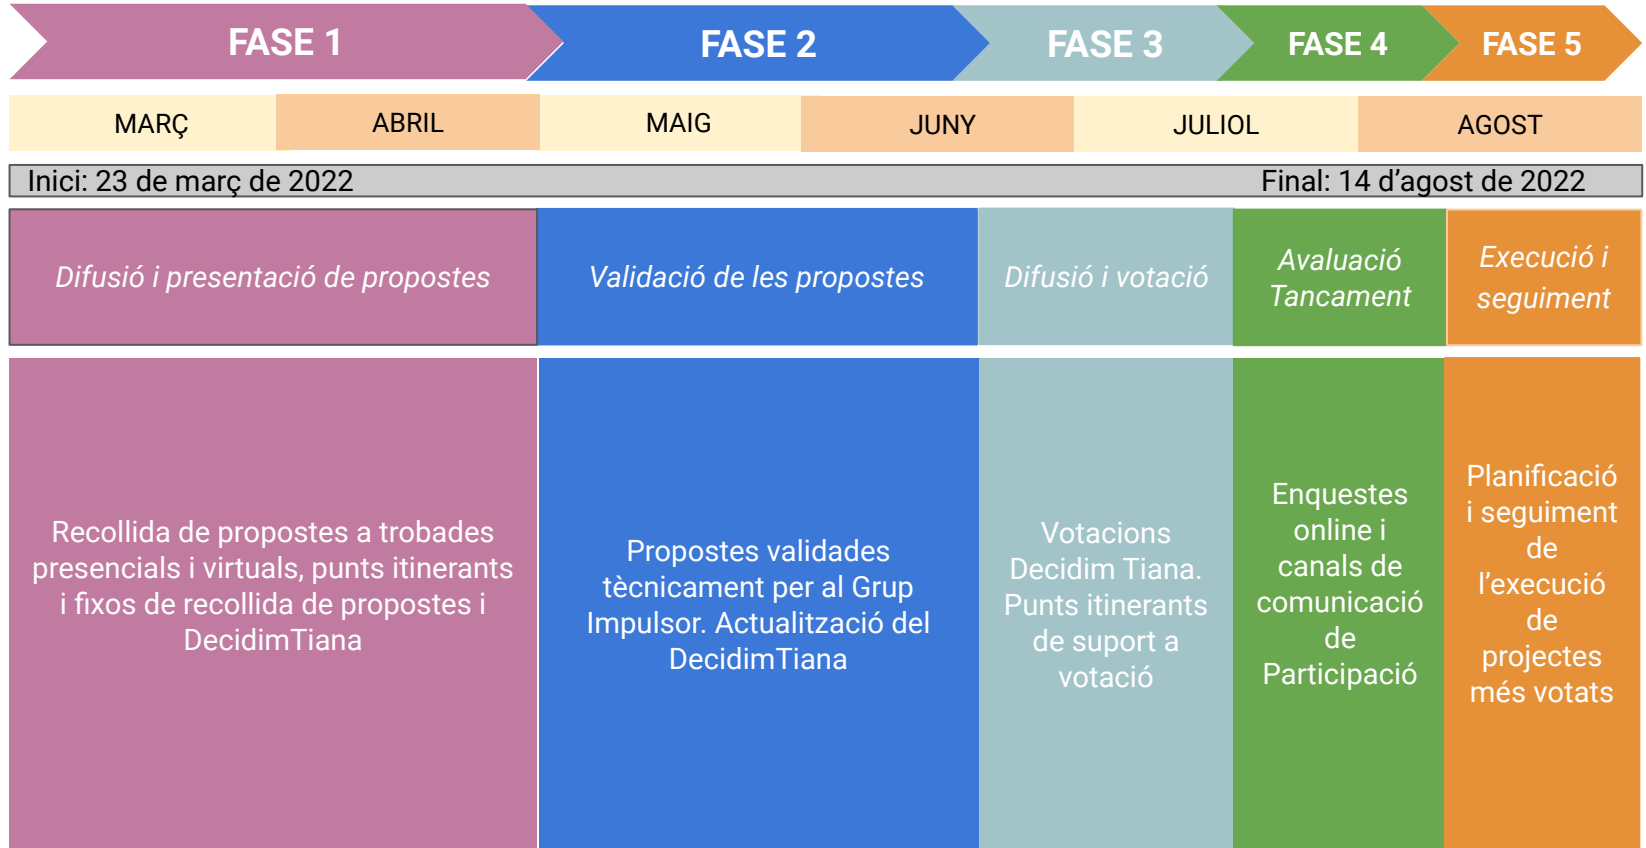 FASE 1
FASE 2
FASE 3
FASE 4
FASE 5
MARÇ
ABRIL
MAIG
JUNY
JULIOL
AGOST
Inici: 23 de març de 2022
Final: 14 d’agost de 2022
Difusió i presentació de propostes
Validació de les propostes
Difusió i votació
Avaluació
Tancament
Execució i
seguiment
Recollida de propostes a trobades
presencials i virtuals, punts itinerants
i fixos de recollida de propostes i
DecidimTiana
Propostes validades
tècnicament per al Grup
Impulsor. Actualització del
DecidimTiana
Votacions
Decidim Tiana.
Punts itinerants
de suport a
votació
Enquestes
online i
canals de
comunicació
de
Participació
Planificació
i seguiment
de
l’execució
de
projectes
més votats